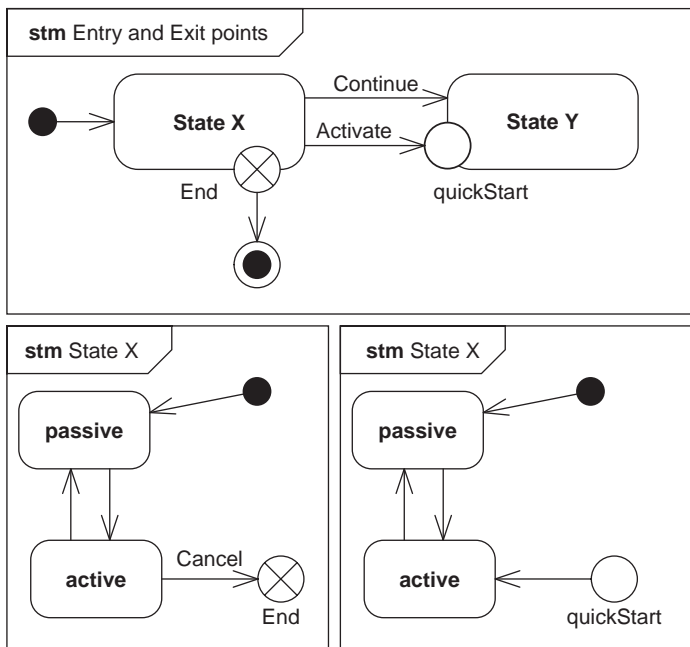 stm Entry and Exit points
Continue
State X
Activate
State Y
End
quickStart
stm State X
passive
active
Cancel
End
stm State X
passive
active
quickStart